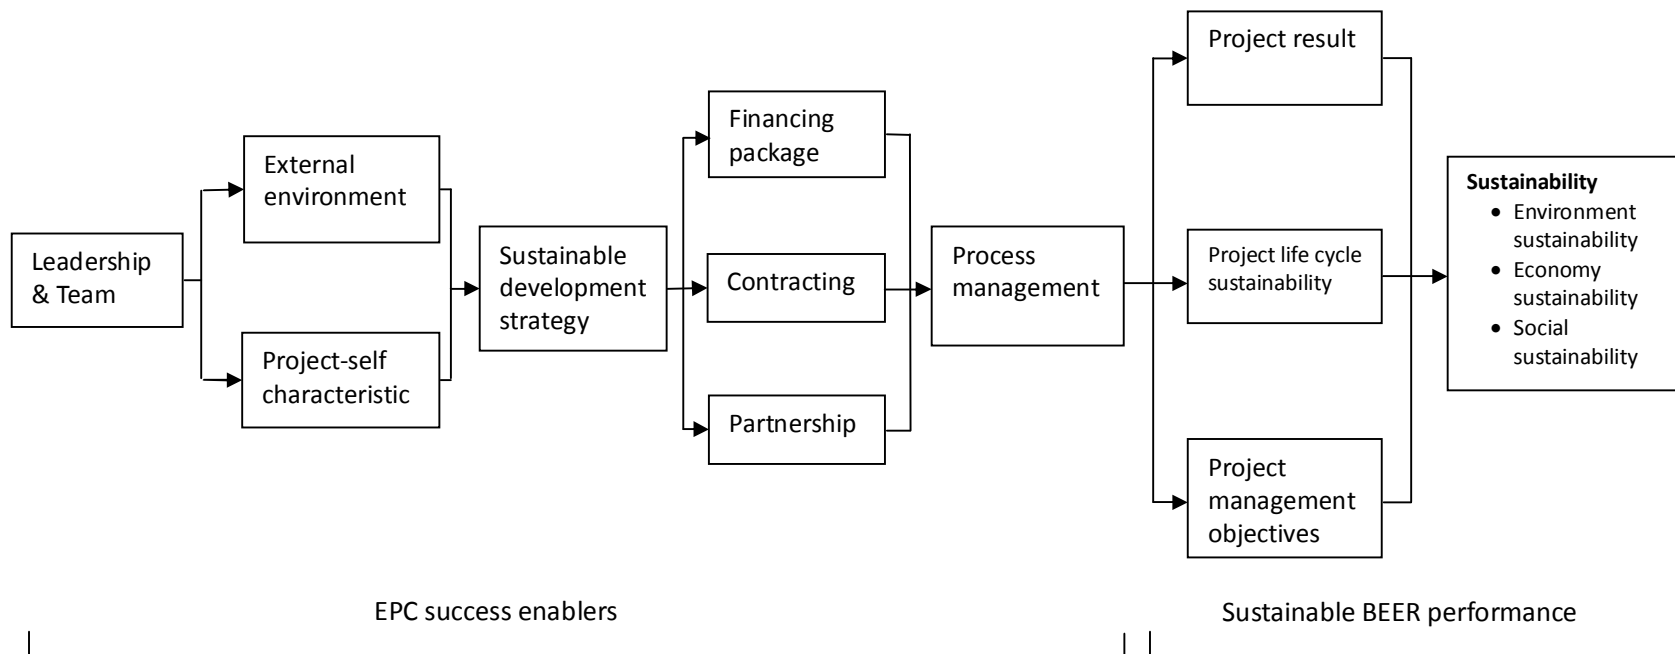 Leadership
& Team
External
environment
Project-self
characteristic
Sustainable
development
strategy
Financing
package
Contracting
Partnership
Process
management
Project result
Project life cycle
sustainability
Project
management
objectives
Sustainability
• Environment
sustainability
• Economy
sustainability
• Social
sustainability
EPC success enablers
Sustainable BEER performance